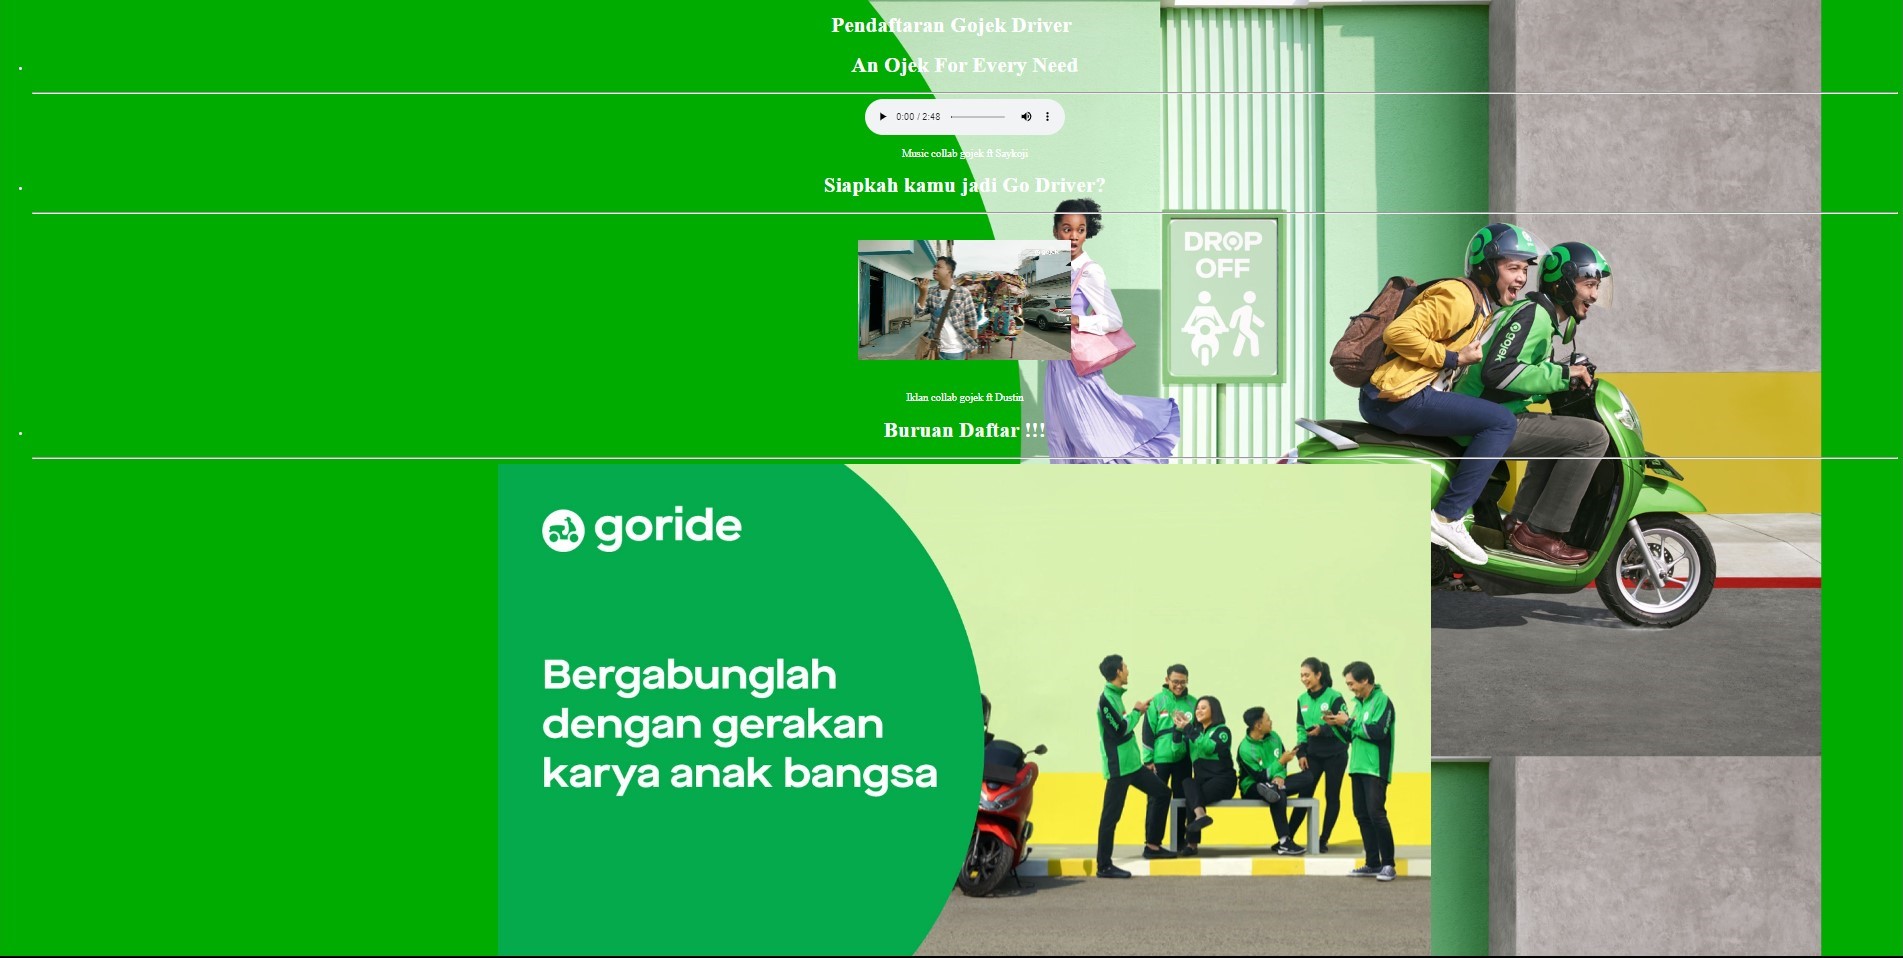 Pendaftaran Gojek Driver
An Ojek For Every Need
0:00 / 2:48
Music collab gojek ft Saykoji
Siapkah kamu jadi Go Driver?
DROP
OFF
gojek
Iklan collab gojek ft Dustin
Buruan Daftar !!!
goride
Bergabunglah
dengan gerakan
karya anak bangsa